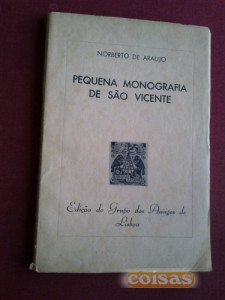 NORBERTO DE ARAUJO
PEQUENA MONOGRAFIA
DE SÃO VICENTE
Edição do Grupo dos Amigos de
Lisboa
coisas